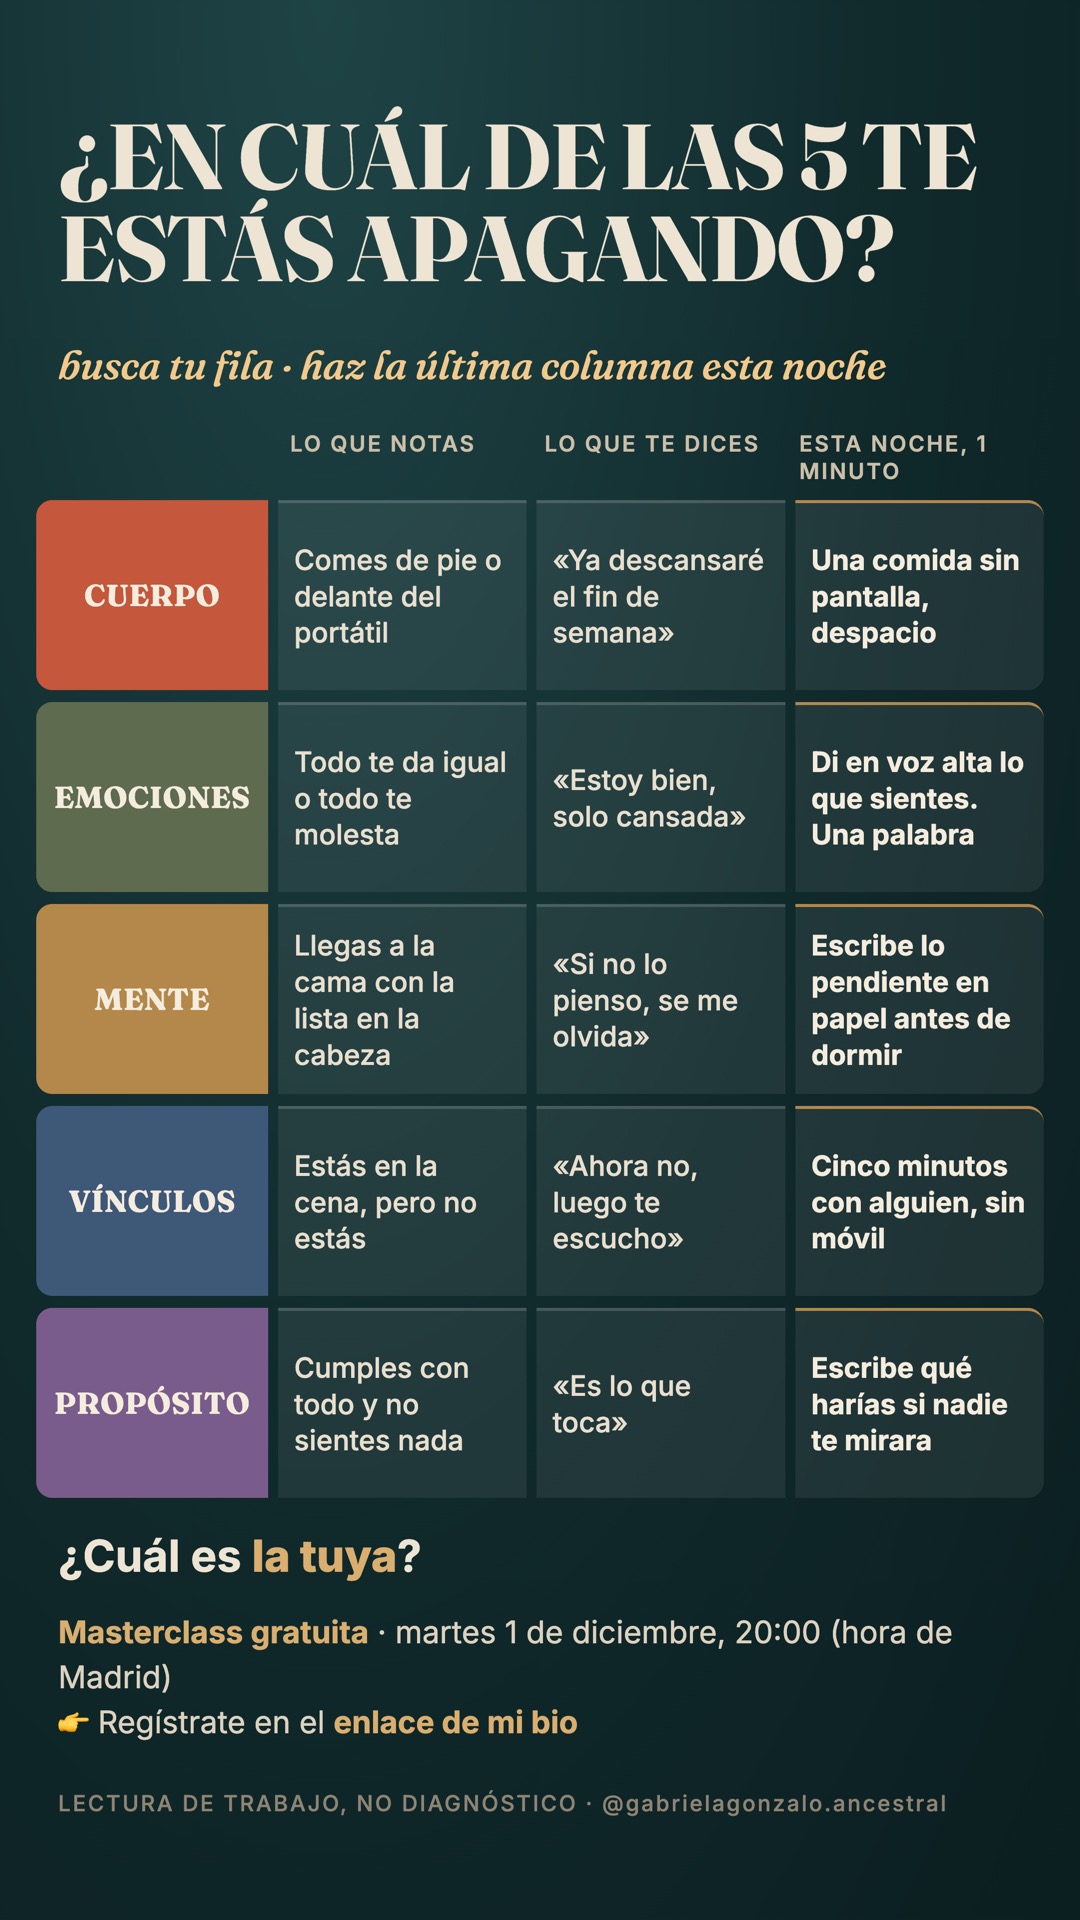 ¿EN CUÁL DE LAS 5 TE
ESTÁS APAGANDO?
busca tu fila · haz la última columna esta noche
LO QUE NOTAS
LO QUE TE DICES
ESTA NOCHE, 1
MINUTO
CUERPO
Comes de pie o
delante del
portátil
«Ya descansaré
el fin de
semana»
Una comida sin
pantalla,
despacio
EMOCIONES
Todo te da igual
o todo te
molesta
«Estoy bien,
solo cansada»
Di en voz alta lo
que sientes.
Una palabra
MENTE
Llegas a la
cama con la
lista en la
cabeza
«Si no lo
pienso, se me
olvida»
Escribe lo
pendiente en
papel antes de
dormir
VÍNCULOS
Estás en la
cena, pero no
estás
«Ahora no,
luego te
escucho»
Cinco minutos
con alguien, sin
móvil
PROPÓSITO
Cumples con
todo y no
sientes nada
«Es lo que
toca»
Escribe qué
harías si nadie
te mirara
¿Cuál es la tuya?
Masterclass gratuita · martes 1 de diciembre, 20:00 (hora de
Madrid)
👉 Regístrate en el enlace de mi bio
LECTURA DE TRABAJO, NO DIAGNÓSTICO · @gabrielagonzalo.ancestral